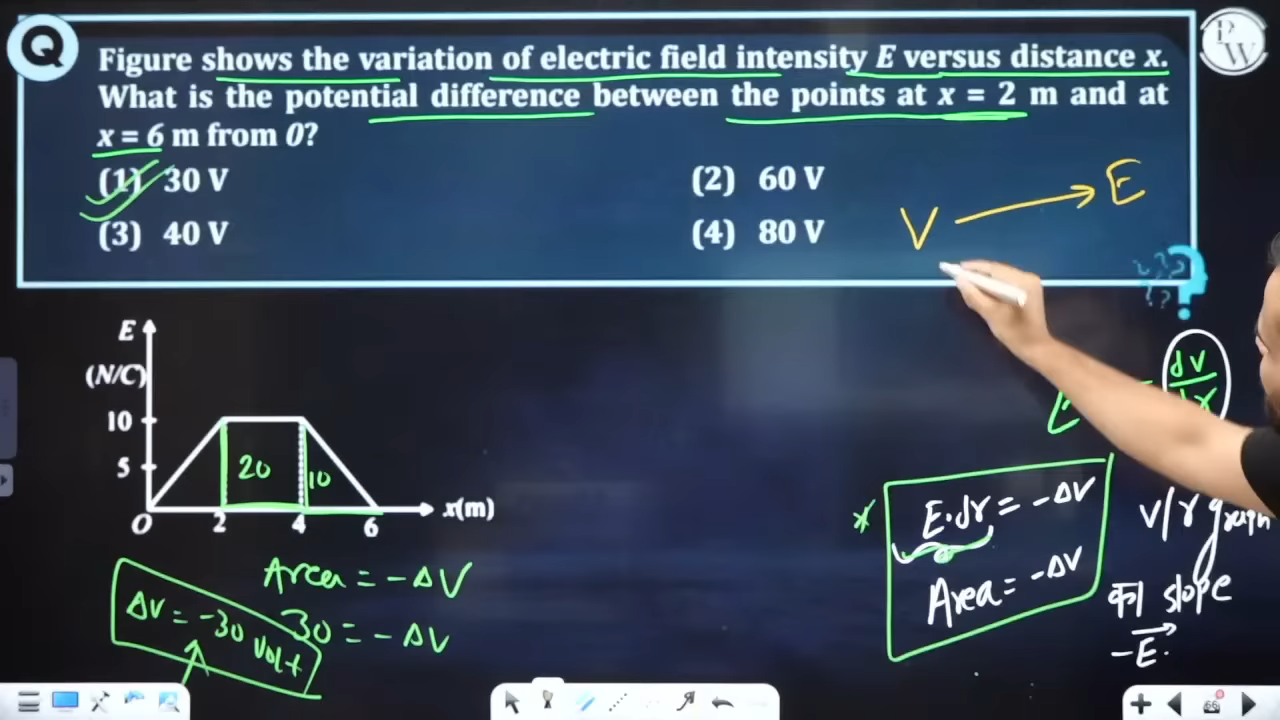 Q
Figure shows the variation of electric field intensity E versus distance x.
What is the potential difference between the points at x = 2 m and at
x = 6 m from 0?
(1) 30 V
(2) 60 V
(3) 40 V
(4) 80 V
P
W
V → E
E
(N/C)
10
5
O
2
4
6
x(m)
20
10
Area = -ΔV
30 = -ΔV
ΔV = -30 Volt
dV
E·dr = -ΔV
Area = -ΔV
V/r graph
का slope
-E.
66